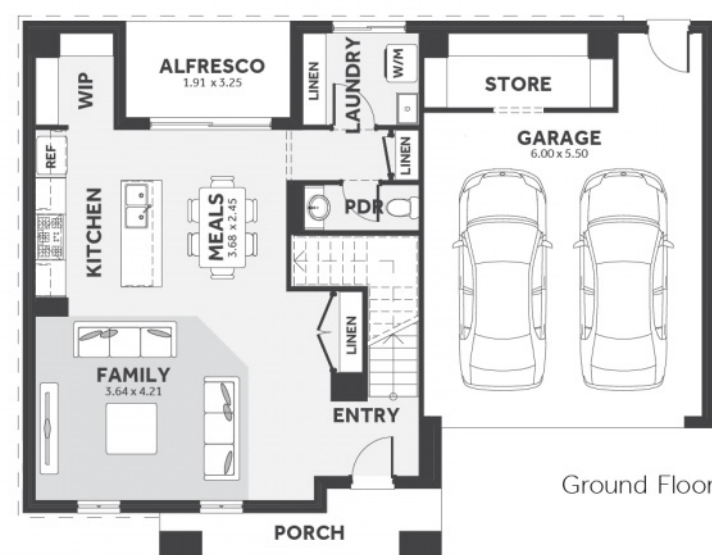 ALFRESCO
1.91 x 3.25
WIP
LINEN
LAUNDRY
W/M
STORE
GARAGE
6.00 x 5.50
REF
LINEN
KITCHEN
MEALS
3.68 x 2.45
PDR
LINEN
FAMILY
3.64 x 4.21
ENTRY
Ground Floor
PORCH